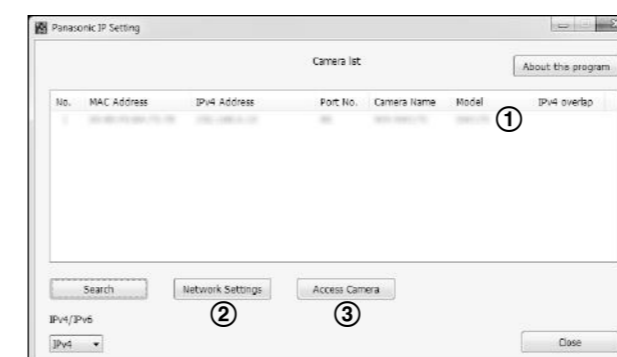 Panasonic IP Setting
Camera list
About this program
No. MAC Address IPv4 Address Port No. Camera Name Model IPv4 overlap
①
Search Network Settings Access Camera
② ③
IPv4/IPv6
IPv4 Close